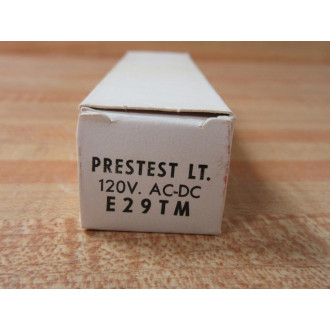 PRESTEST LT.
120V. AC-DC
E29TM